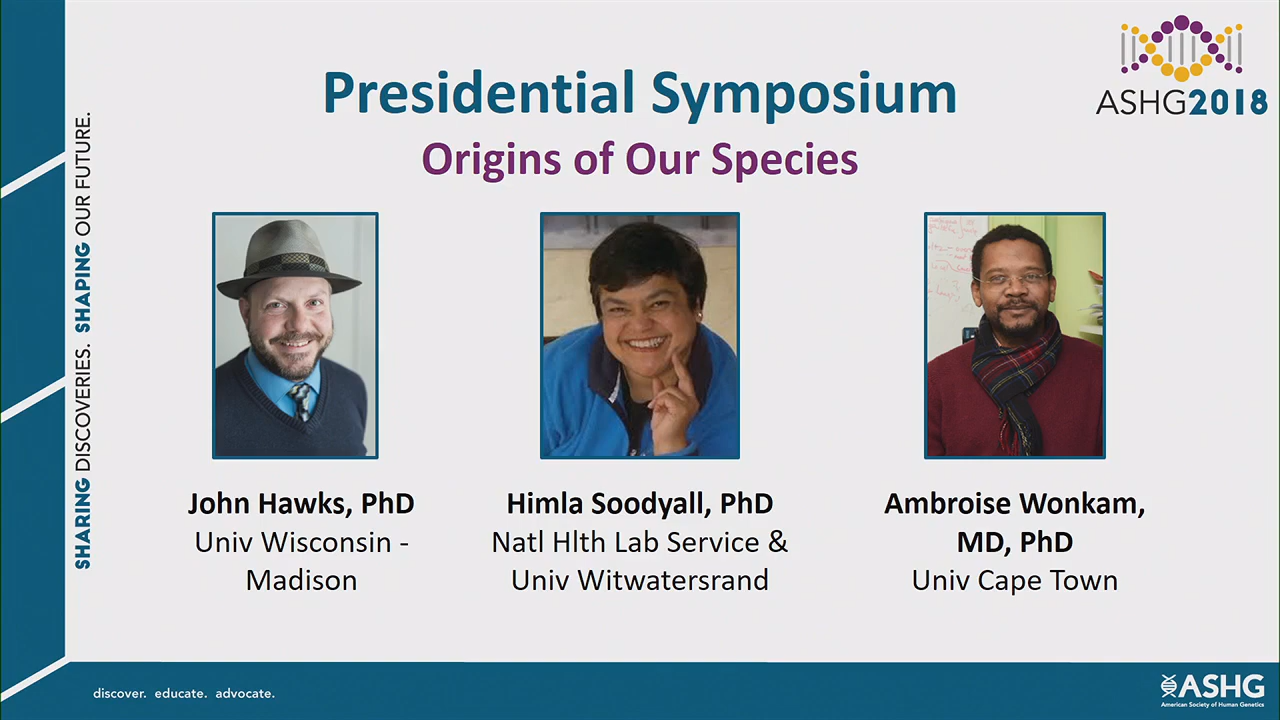 ASHG2018
Presidential Symposium
Origins of Our Species
SHARING DISCOVERIES. SHAPING OUR FUTURE.
John Hawks, PhD
Univ Wisconsin -
Madison
Himla Soodyall, PhD
Natl Hlth Lab Service &
Univ Witwatersrand
Ambroise Wonkam,
MD, PhD
Univ Cape Town
discover. educate. advocate.
ASHG
American Society of Human Genetics